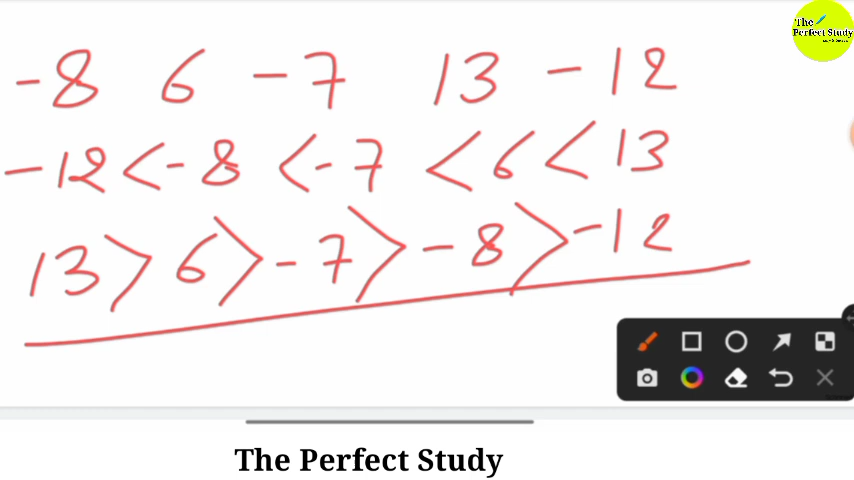 The
Perfect Study
-8 6 -7 13 -12
-12 < -8 < -7 < 6 < 13
13 > 6 > -7 > -8 > -12
The Perfect Study